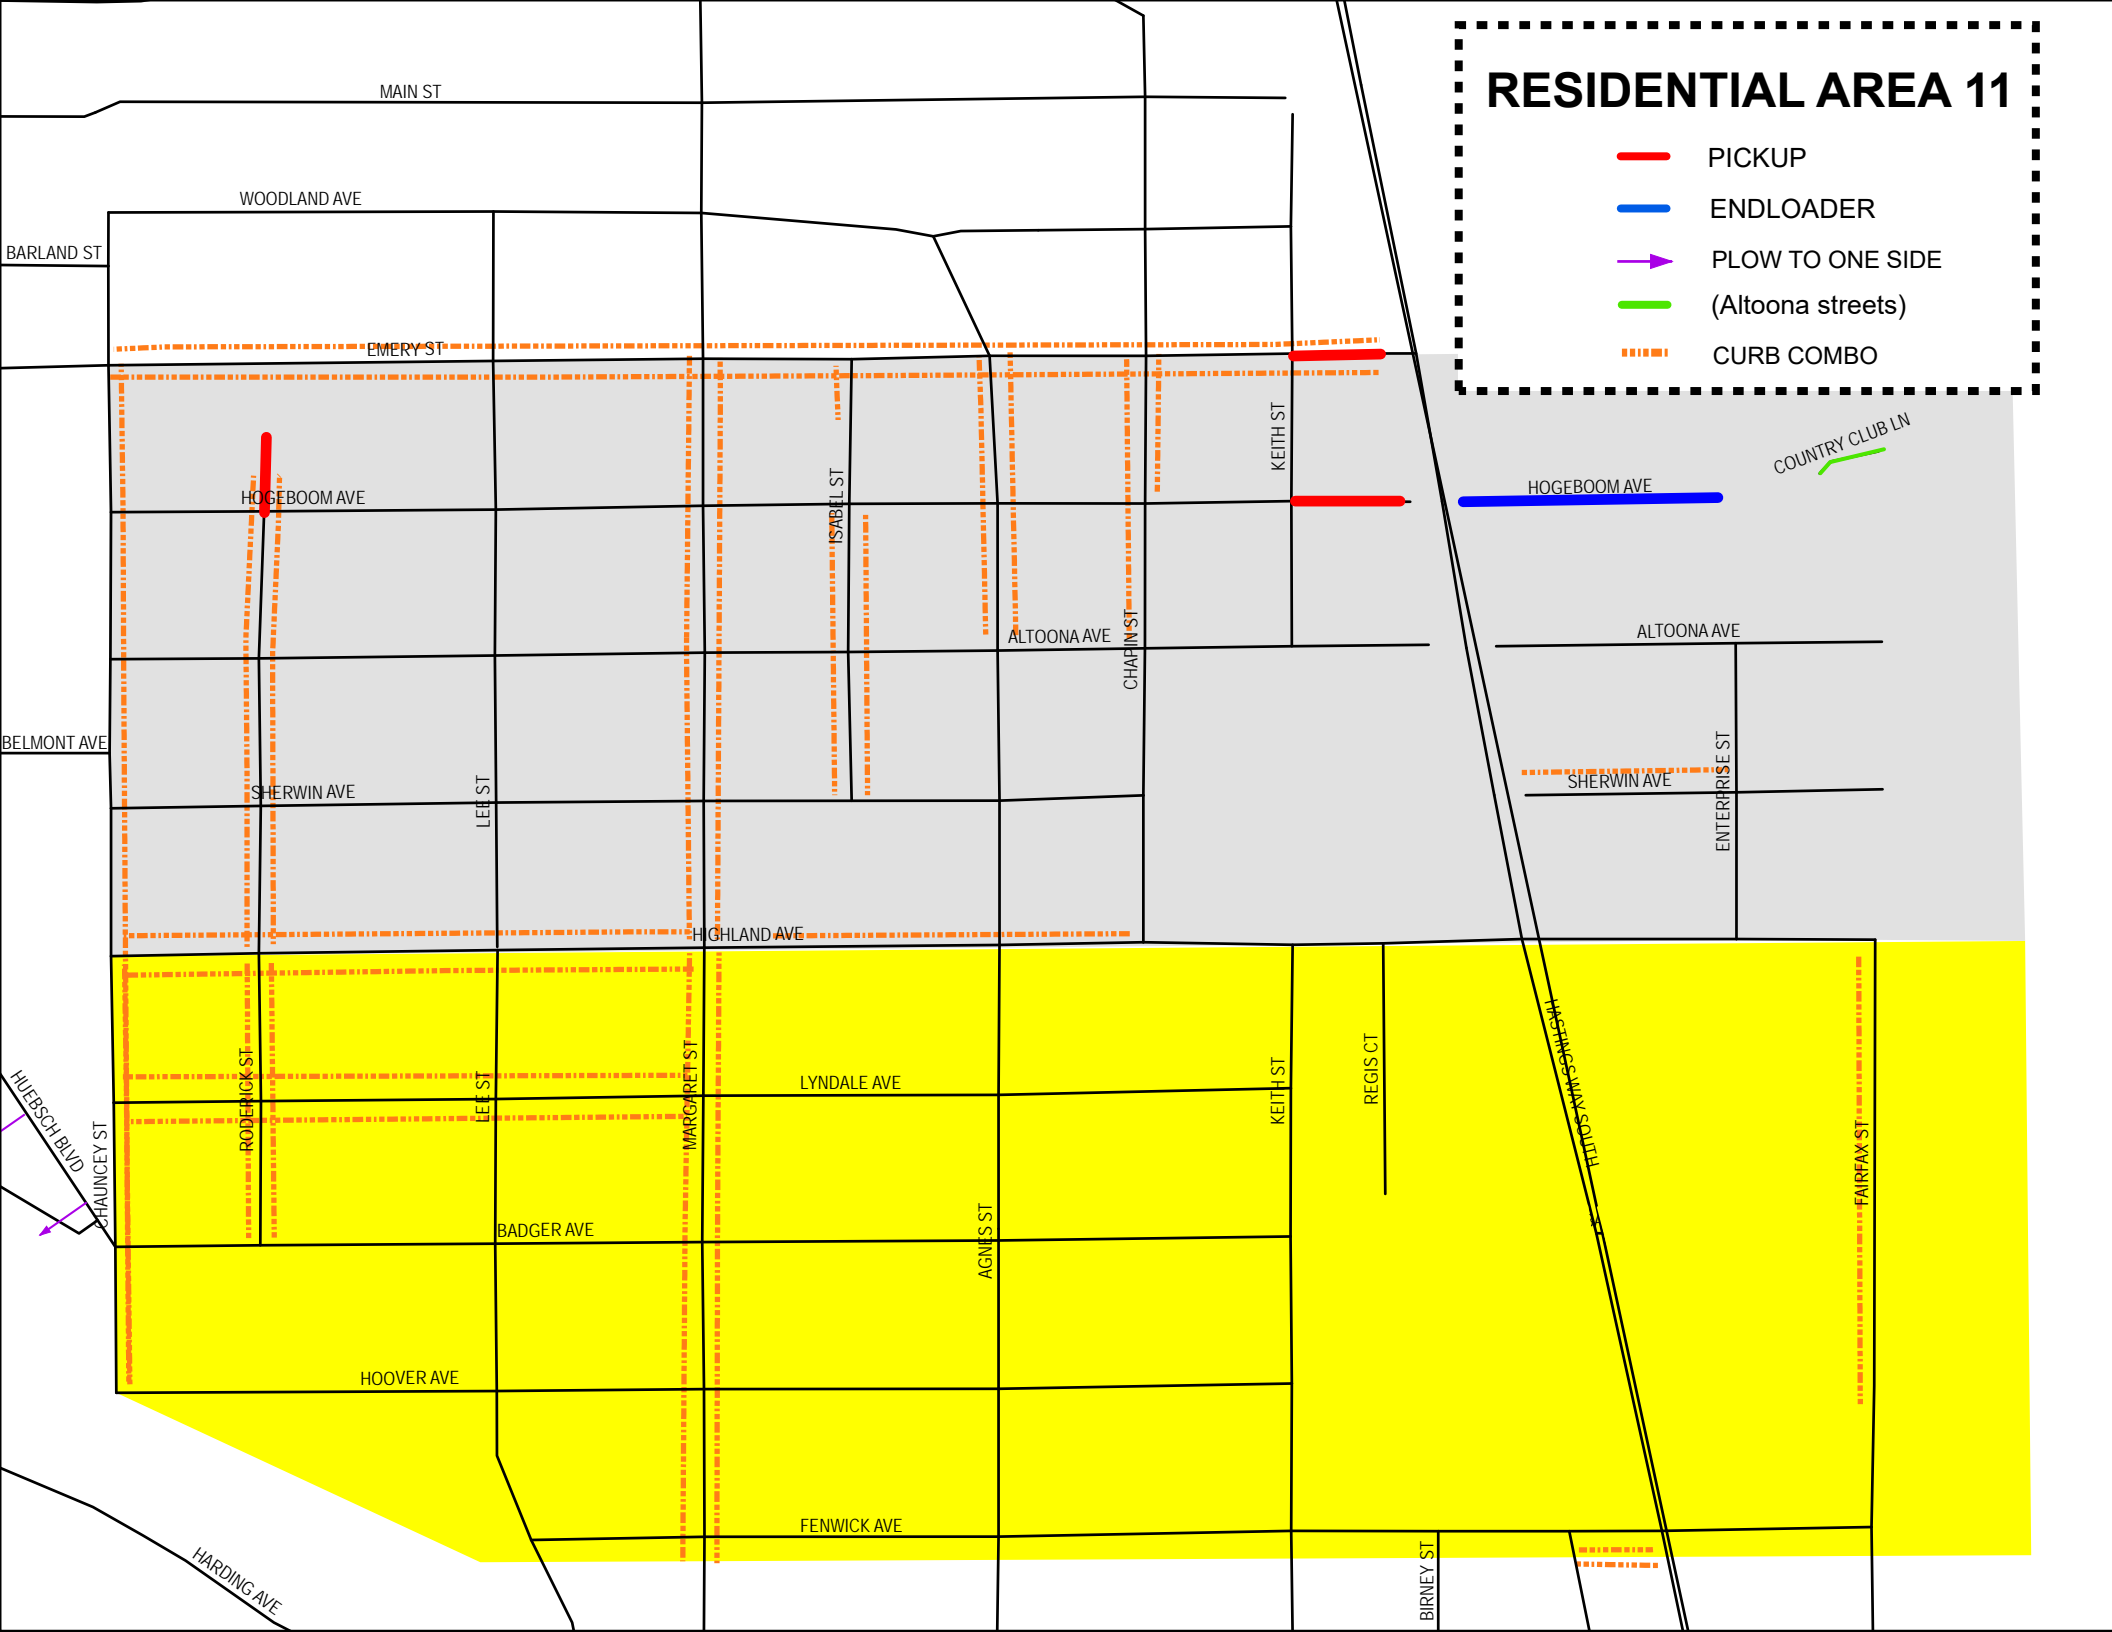 RESIDENTIAL AREA 11
PICKUP
ENDLOADER
PLOW TO ONE SIDE
(Altoona streets)
CURB COMBO
MAIN ST
WOODLAND AVE
BARLAND ST
EMERY ST
COUNTRY CLUB LN
KEITH ST
HOGEBOOM AVE
HOGEBOOM AVE
ISABEL ST
ALTOONA AVE
ALTOONA AVE
CHAPIN ST
BELMONT AVE
SHERWIN AVE
SHERWIN AVE
LEE ST
ENTERPRISE ST
HIGHLAND AVE
HASTINGS WAY SOUTH
HUEBSCH BLVD
CHAUNCEY ST
RODERICK ST
LEE ST
MARGARET ST
LYNDALE AVE
KEITH ST
REGIS CT
FAIRFAX ST
BADGER AVE
AGNES ST
HOOVER AVE
FENWICK AVE
BIRNEY ST
HARDING AVE